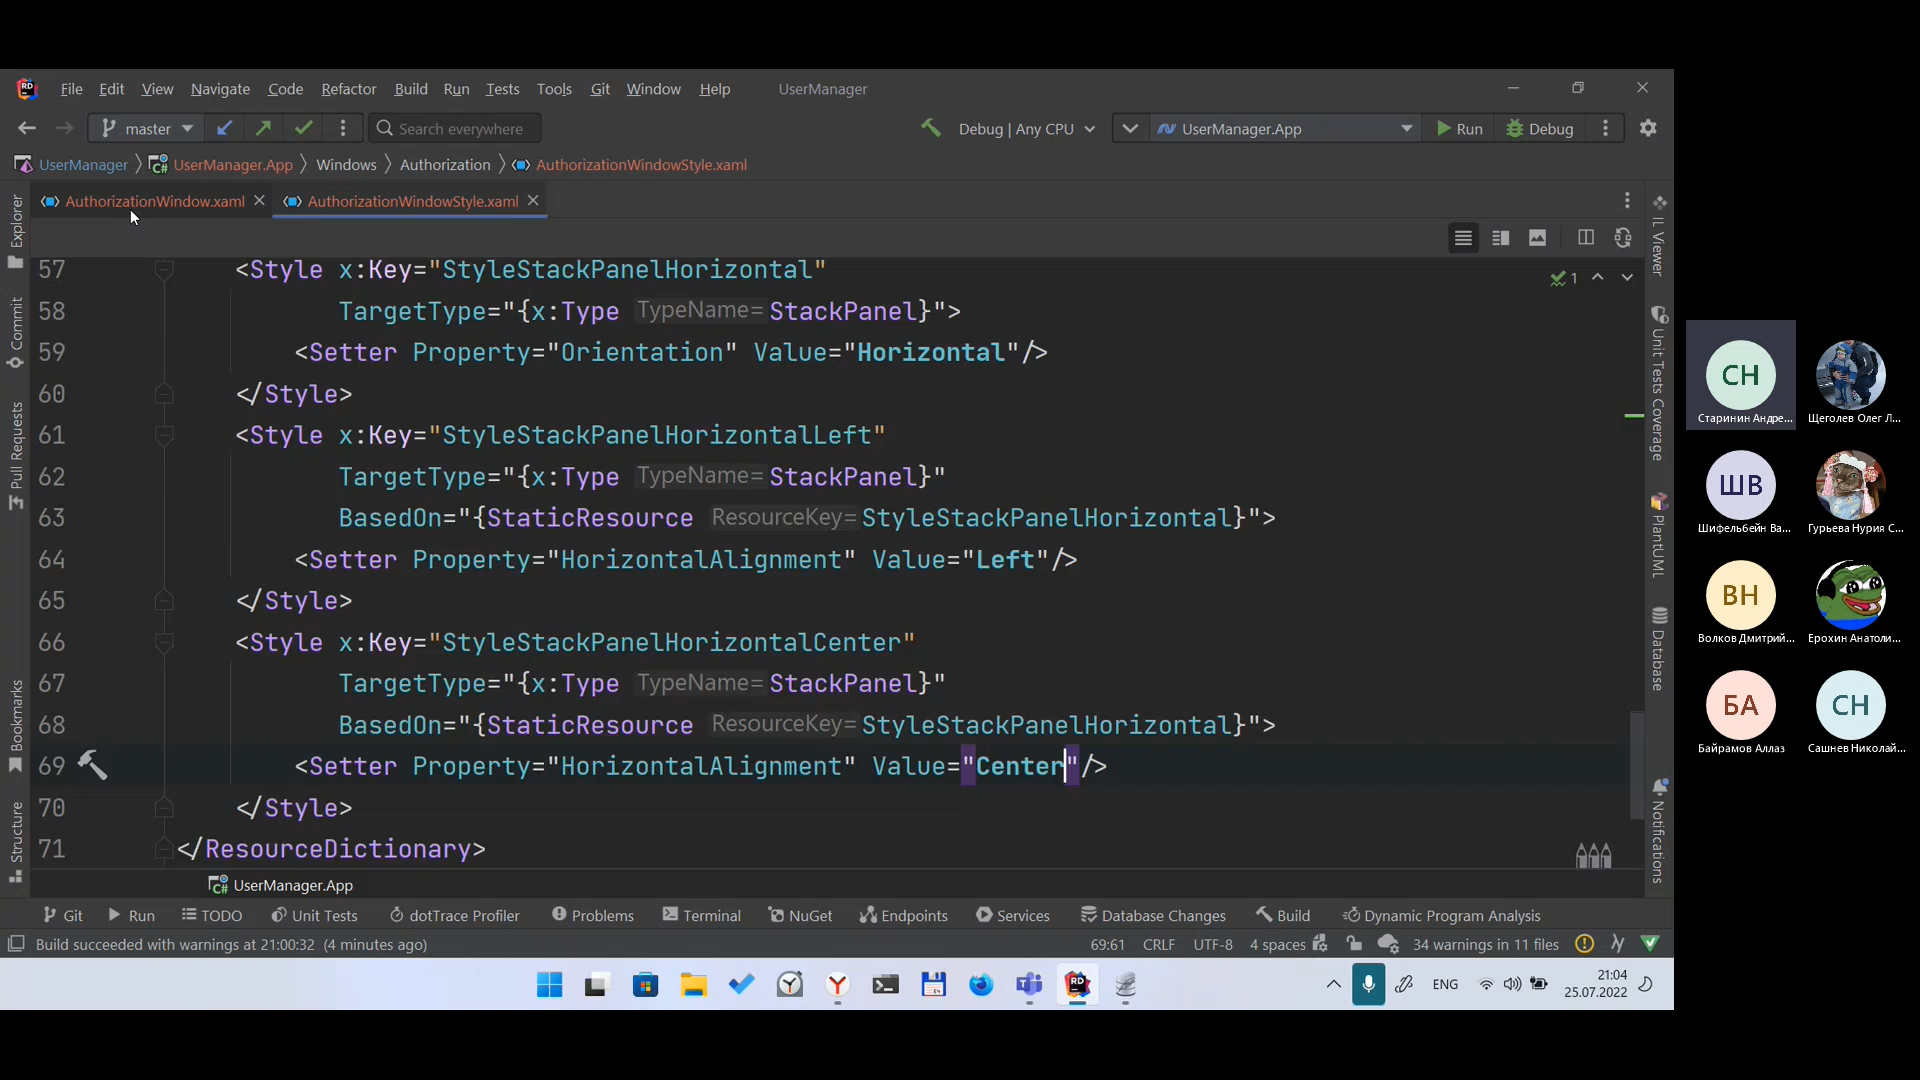 RD File Edit View Navigate Code Refactor Build Run Tests Tools Git Window Help UserManager
master Search everywhere Debug | Any CPU UserManager.App Run Debug
UserManager UserManager.App Windows Authorization AuthorizationWindowStyle.xaml
AuthorizationWindow.xaml AuthorizationWindowStyle.xaml
57 <Style x:Key="StyleStackPanelHorizontal"
58 TargetType="{x:Type TypeName=StackPanel}">
59 <Setter Property="Orientation" Value="Horizontal"/>
60 </Style>
61 <Style x:Key="StyleStackPanelHorizontalLeft"
62 TargetType="{x:Type TypeName=StackPanel}"
63 BasedOn="{StaticResource ResourceKey=StyleStackPanelHorizontal}">
64 <Setter Property="HorizontalAlignment" Value="Left"/>
65 </Style>
66 <Style x:Key="StyleStackPanelHorizontalCenter"
67 TargetType="{x:Type TypeName=StackPanel}"
68 BasedOn="{StaticResource ResourceKey=StyleStackPanelHorizontal}">
69 <Setter Property="HorizontalAlignment" Value="Center"/>
70 </Style>
71 </ResourceDictionary>
1
Explorer
Commit
Pull Requests
Bookmarks
Structure
IL Viewer
Unit Tests Coverage
PlantUML
Database
Notifications
UserManager.App
Git Run TODO Unit Tests dotTrace Profiler Problems Terminal NuGet Endpoints Services Database Changes Build Dynamic Program Analysis
Build succeeded with warnings at 21:00:32 (4 minutes ago) 69:61 CRLF UTF-8 4 spaces 34 warnings in 11 files
ENG 21:04
25.07.2022
СН
Старинин Андре... Щеголев Олег Л...
ШВ
Шифельбейн Ва... Гурьева Нурия С...
ВН
Волков Дмитрий... Ерохин Анатоли...
БА СН
Байрамов Аллаз Сашнев Николай...